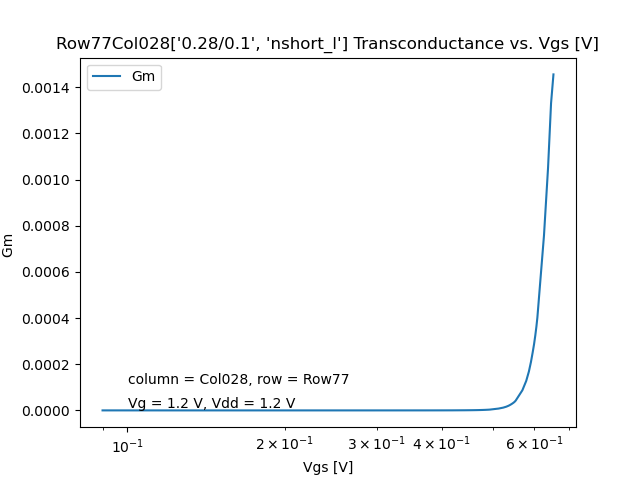 Row77Col028['0.28/0.1', 'nshort_l'] Transconductance vs. Vgs [V]
Gm
0.0014
0.0012
0.0010
0.0008
0.0006
0.0004
0.0002
0.0000
Gm
column = Col028, row = Row77
Vg = 1.2 V, Vdd = 1.2 V
10⁻¹ 2 × 10⁻¹ 3 × 10⁻¹ 4 × 10⁻¹ 6 × 10⁻¹
Vgs [V]